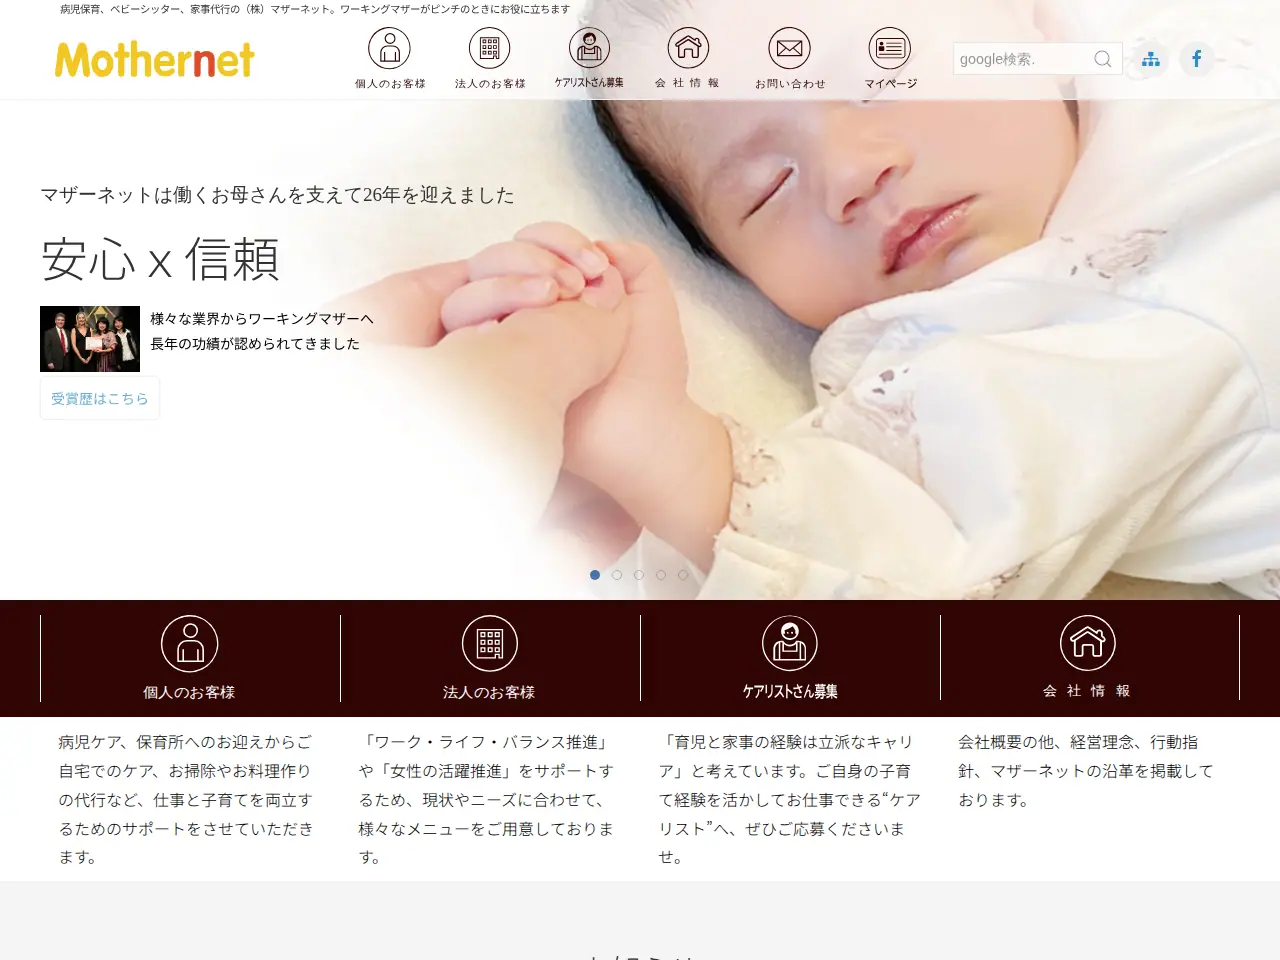 病児保育、ベビーシッター、家事代行の（株）マザーネット。ワーキングマザーがピンチのときにお役に立ちます
Mothernet
個人のお客様
法人のお客様
ケアリストさん募集
会社情報
お問い合わせ
マイページ
google検索.
マザーネットは働くお母さんを支えて26年を迎えました
安心 x 信頼
様々な業界からワーキングマザーへ
長年の功績が認められてきました
受賞歴はこちら
個人のお客様
法人のお客様
ケアリストさん募集
会社情報
病児ケア、保育所へのお迎えからご
自宅でのケア、お掃除やお料理作り
の代行など、仕事と子育てを両立す
るためのサポートをさせていただき
ます。
「ワーク・ライフ・バランス推進」
や「女性の活躍推進」をサポートす
るため、現状やニーズに合わせて、
様々なメニューをご用意しておりま
す。
「育児と家事の経験は立派なキャリ
ア」と考えています。ご自身の子育
て経験を活かしてお仕事できる“ケア
リスト”へ、ぜひご応募くださいま
せ。
会社概要の他、経営理念、行動指
針、マザーネットの沿革を掲載して
おります。